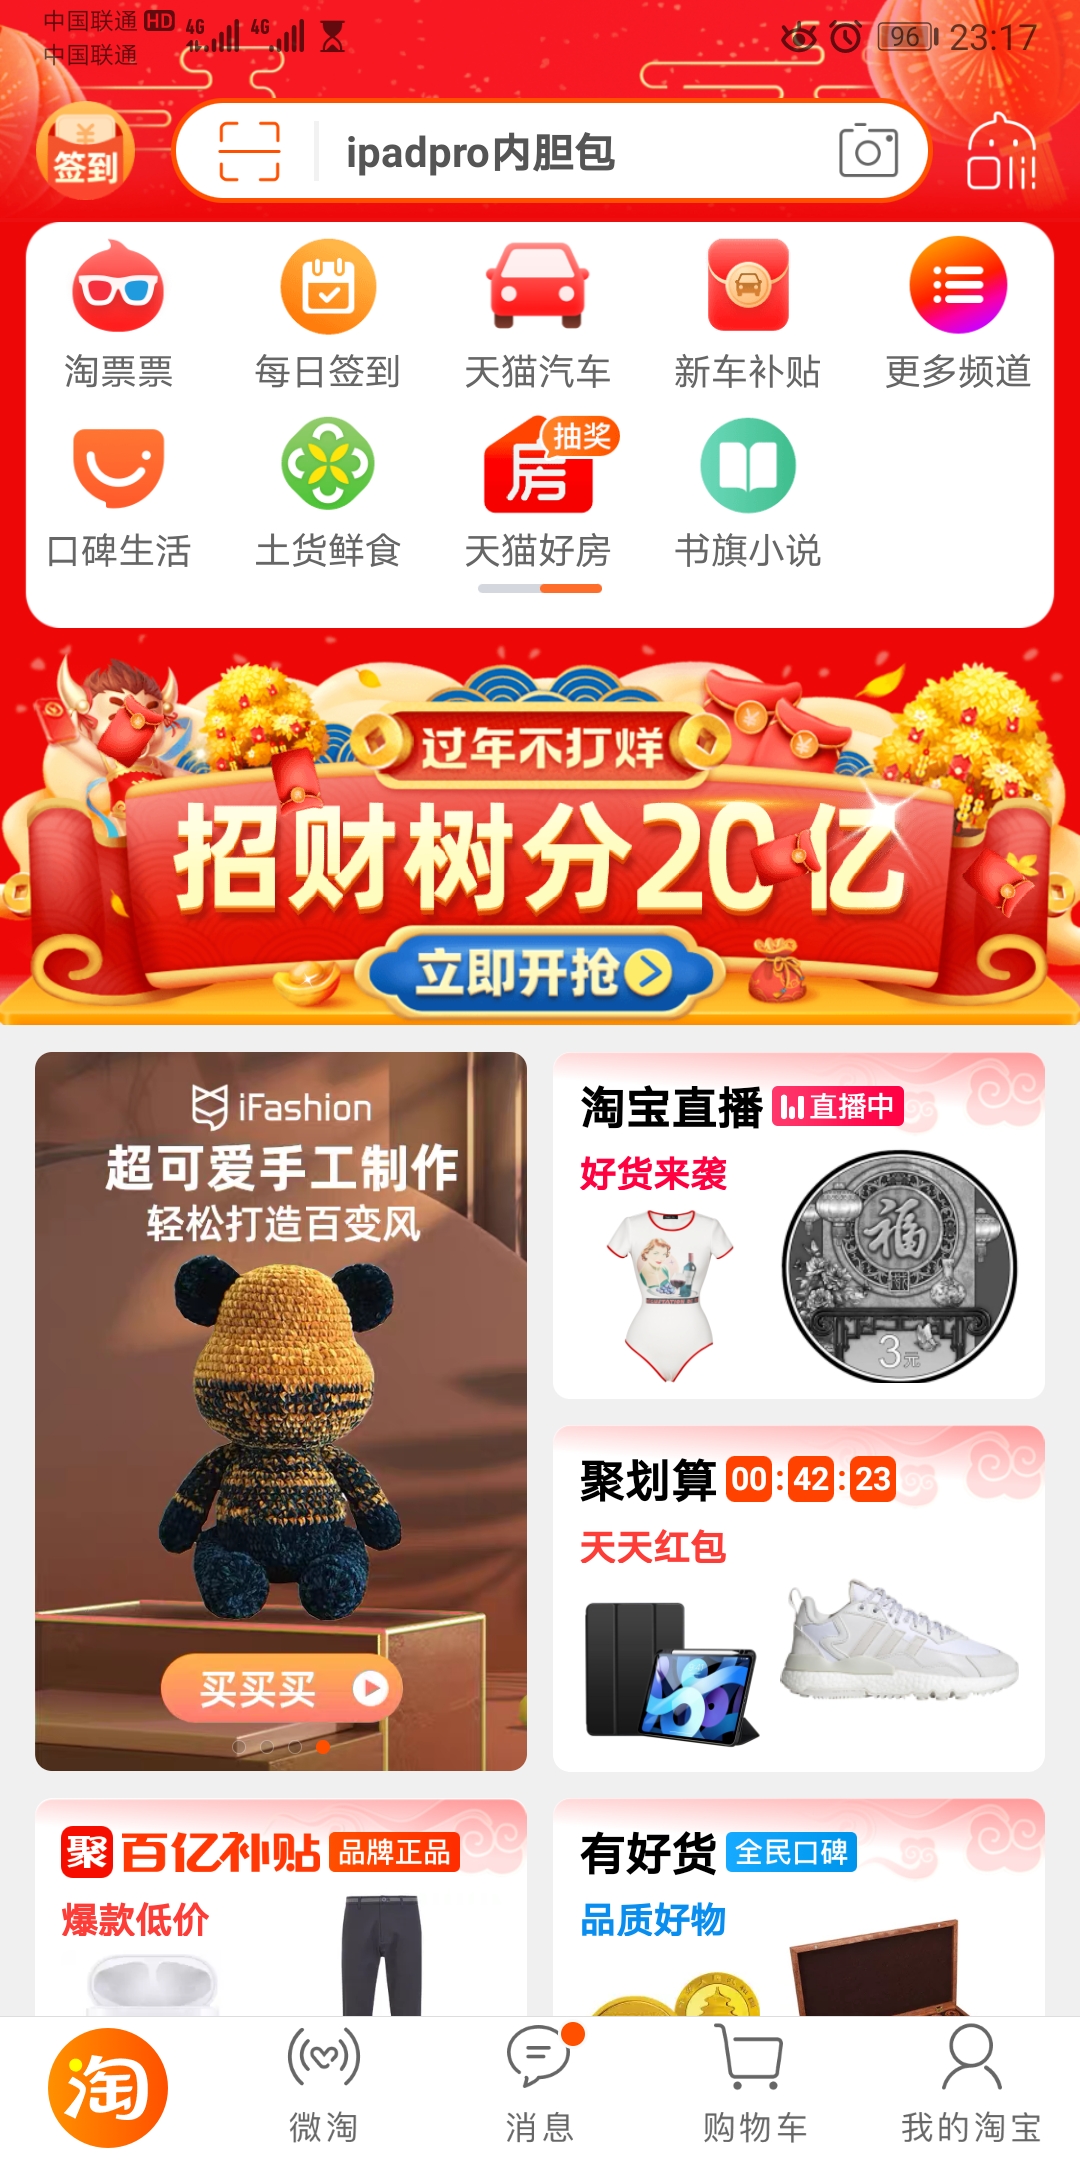 中国联通 HD 4G 4G 96 23:17
中国联通
签到 ipadpro内胆包
淘票票 每日签到 天猫汽车 新车补贴 更多频道
房 抽奖
口碑生活 土货鲜食 天猫好房 书旗小说
过年不打烊
招财树分20亿
立即开抢
iFashion
超可爱手工制作
轻松打造百变风
买买买
淘宝直播 直播中
好货来袭
福
3元
聚划算 00:42:23
天天红包
聚 百亿补贴 品牌正品
爆款低价
有好货 全民口碑
品质好物
淘 微淘 消息 购物车 我的淘宝